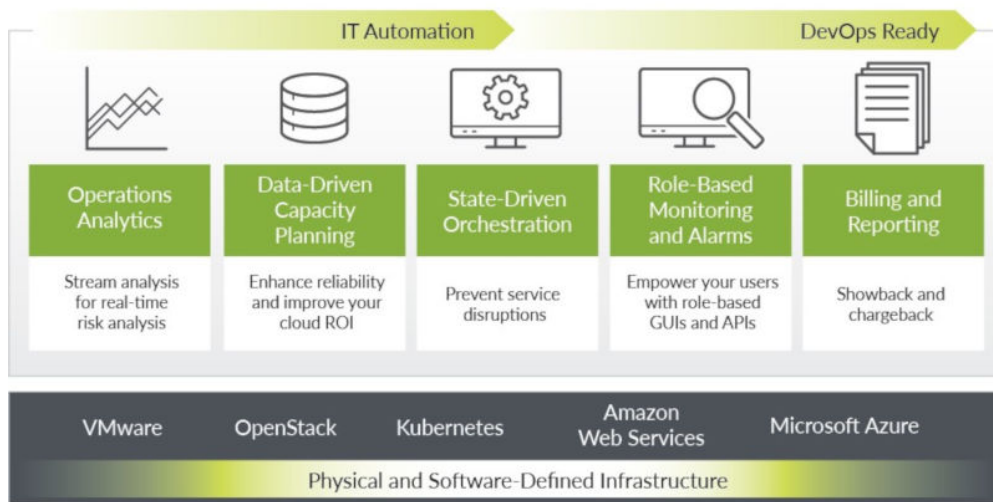 IT Automation
DevOps Ready
Operations
Analytics
Stream analysis
for real-time
risk analysis
Data-Driven
Capacity
Planning
Enhance reliability
and improve your
cloud ROI
State-Driven
Orchestration
Prevent service
disruptions
Role-Based
Monitoring
and Alarms
Empower your users
with role-based
GUIs and APIs
Billing and
Reporting
Showback and
chargeback
VMware
OpenStack
Kubernetes
Amazon
Web Services
Microsoft Azure
Physical and Software-Defined Infrastructure